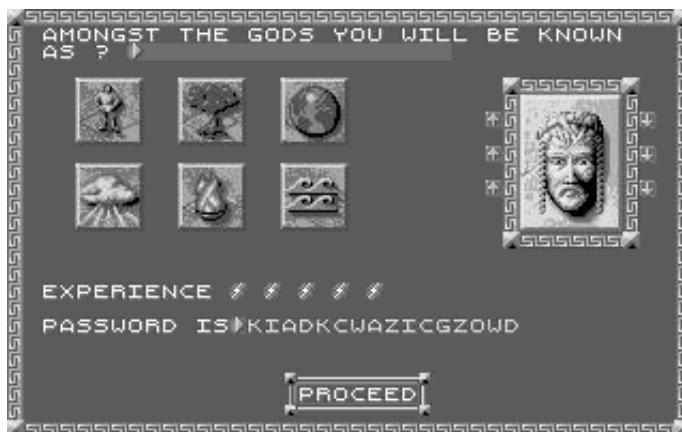 AMONGST THE GODS YOU WILL BE KNOWN
AS ?
EXPERIENCE
PASSWORD IS KIADKCWAZICGZOWD
PROCEED